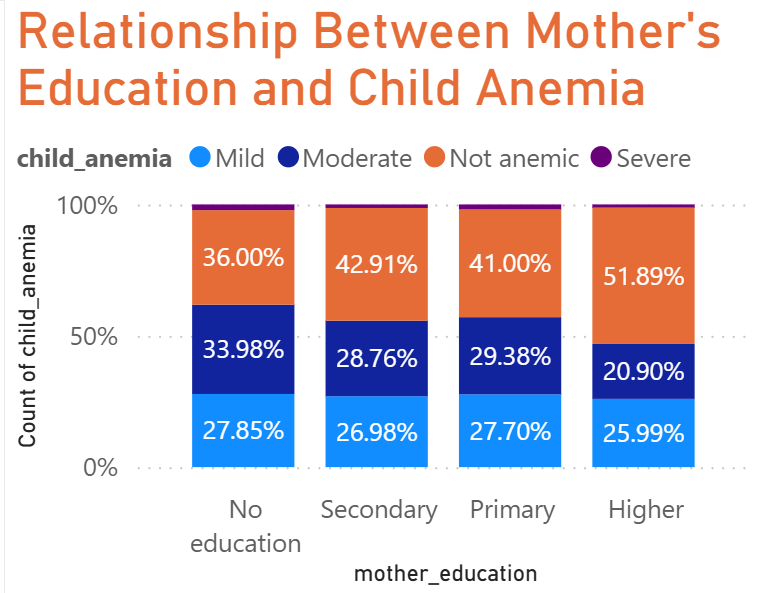 Relationship Between Mother's
Education and Child Anemia
child_anemia Mild Moderate Not anemic Severe
100%
50%
0%
Count of child_anemia
36.00% 42.91% 41.00% 51.89%
33.98% 28.76% 29.38% 20.90%
27.85% 26.98% 27.70% 25.99%
No Secondary Primary Higher
education
mother_education